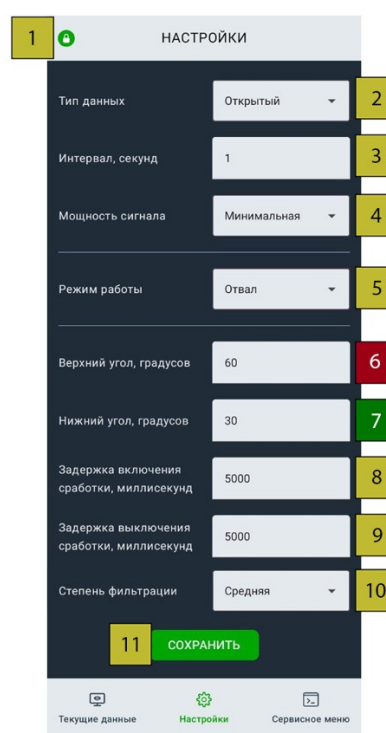 1 НАСТРОЙКИ
Тип данных Открытый 2
Интервал, секунд 1 3
Мощность сигнала Минимальная 4
Режим работы Отвал 5
Верхний угол, градусов 60 6
Нижний угол, градусов 30 7
Задержка включения
сработки, миллисекунд 5000 8
Задержка выключения
сработки, миллисекунд 5000 9
Степень фильтрации Средняя 10
11 СОХРАНИТЬ
Текущие данные Настройки Сервисное меню